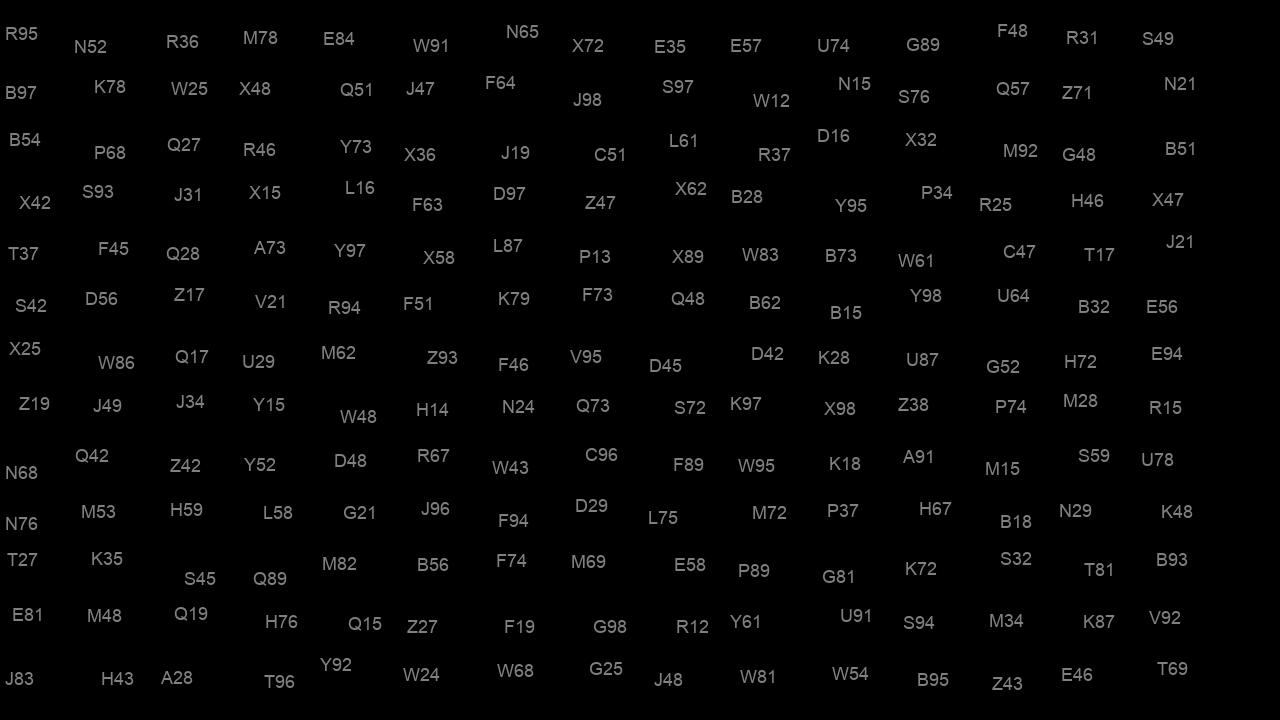 R95 N52 R36 M78 E84 W91 N65 X72 E35 E57 U74 G89 F48 R31 S49
B97 K78 W25 X48 Q51 J47 F64 J98 S97 W12 N15 S76 Q57 Z71 N21
B54 P68 Q27 R46 Y73 X36 J19 C51 L61 R37 D16 X32 M92 G48 B51
X42 S93 J31 X15 L16 F63 D97 Z47 X62 B28 Y95 P34 R25 H46 X47
T37 F45 Q28 A73 Y97 X58 L87 P13 X89 W83 B73 W61 C47 T17 J21
S42 D56 Z17 V21 R94 F51 K79 F73 Q48 B62 B15 Y98 U64 B32 E56
X25 W86 Q17 U29 M62 Z93 F46 V95 D45 D42 K28 U87 G52 H72 E94
Z19 J49 J34 Y15 W48 H14 N24 Q73 S72 K97 X98 Z38 P74 M28 R15
N68 Q42 Z42 Y52 D48 R67 W43 C96 F89 W95 K18 A91 M15 S59 U78
N76 M53 H59 L58 G21 J96 F94 D29 L75 M72 P37 H67 B18 N29 K48
T27 K35 S45 Q89 M82 B56 F74 M69 E58 P89 G81 K72 S32 T81 B93
E81 M48 Q19 H76 Q15 Z27 F19 G98 R12 Y61 U91 S94 M34 K87 V92
J83 H43 A28 T96 Y92 W24 W68 G25 J48 W81 W54 B95 Z43 E46 T69